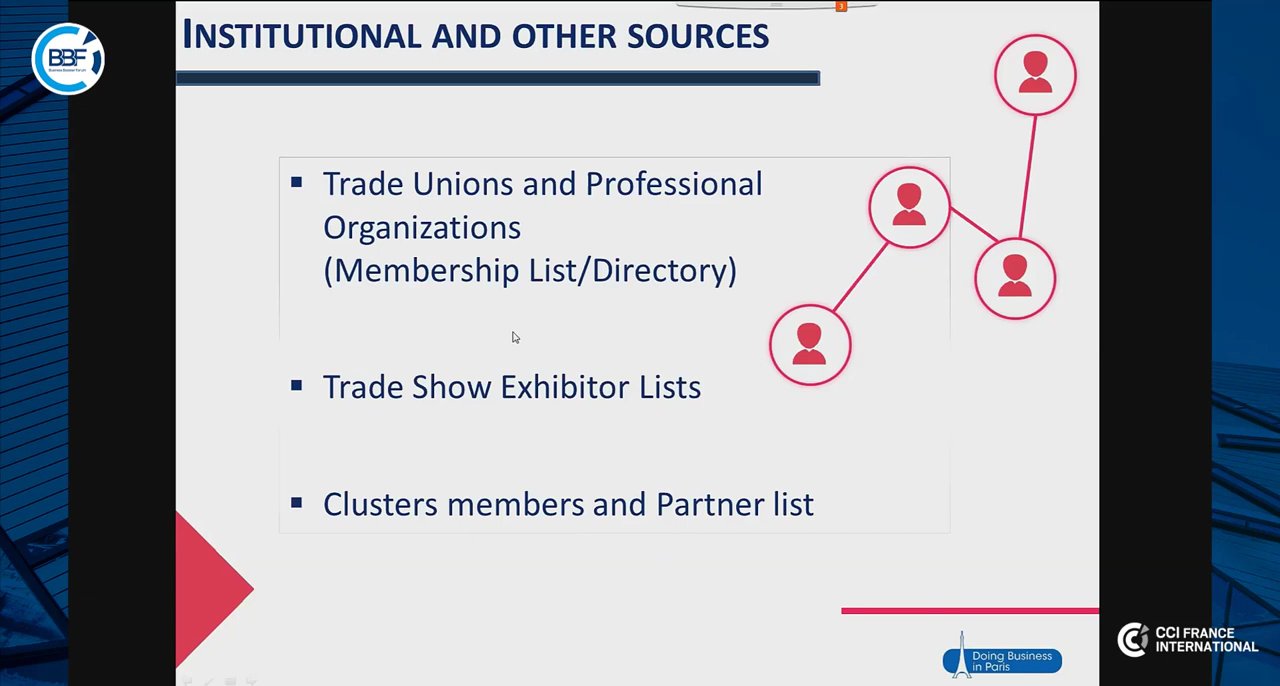 INSTITUTIONAL AND OTHER SOURCES
3
BBF
Trade Unions and Professional
Organizations
(Membership List/Directory)
Trade Show Exhibitor Lists
Clusters members and Partner list
Doing Business
in Paris
CCI FRANCE
INTERNATIONAL